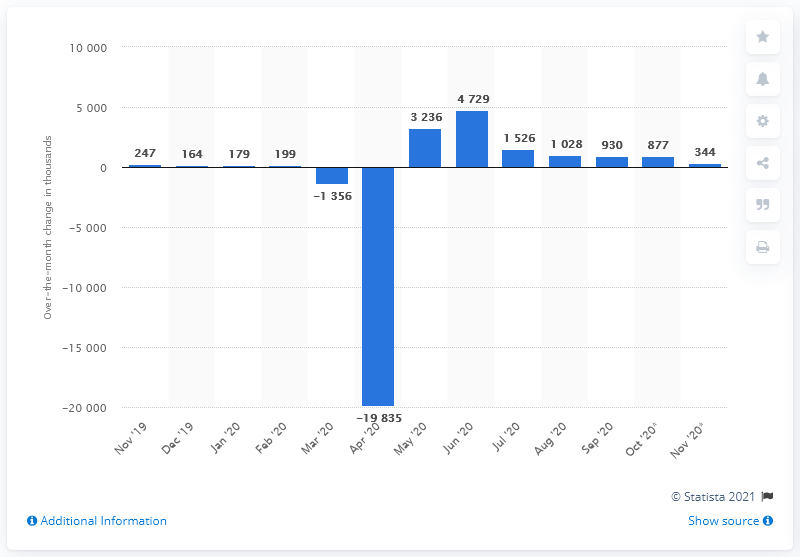 10 000
5 000
0
−5 000
−10 000
−15 000
−20 000
Over-the-month change in thousands
247
164
179
199
−1 356
−19 835
3 236
4 729
1 526
1 028
930
877
344
Nov '19
Dec '19
Jan '20
Feb '20
Mar '20
Apr '20
May '20
Jun '20
Jul '20
Aug '20
Sep '20
Oct '20*
Nov '20*
© Statista 2021
Additional Information
Show source